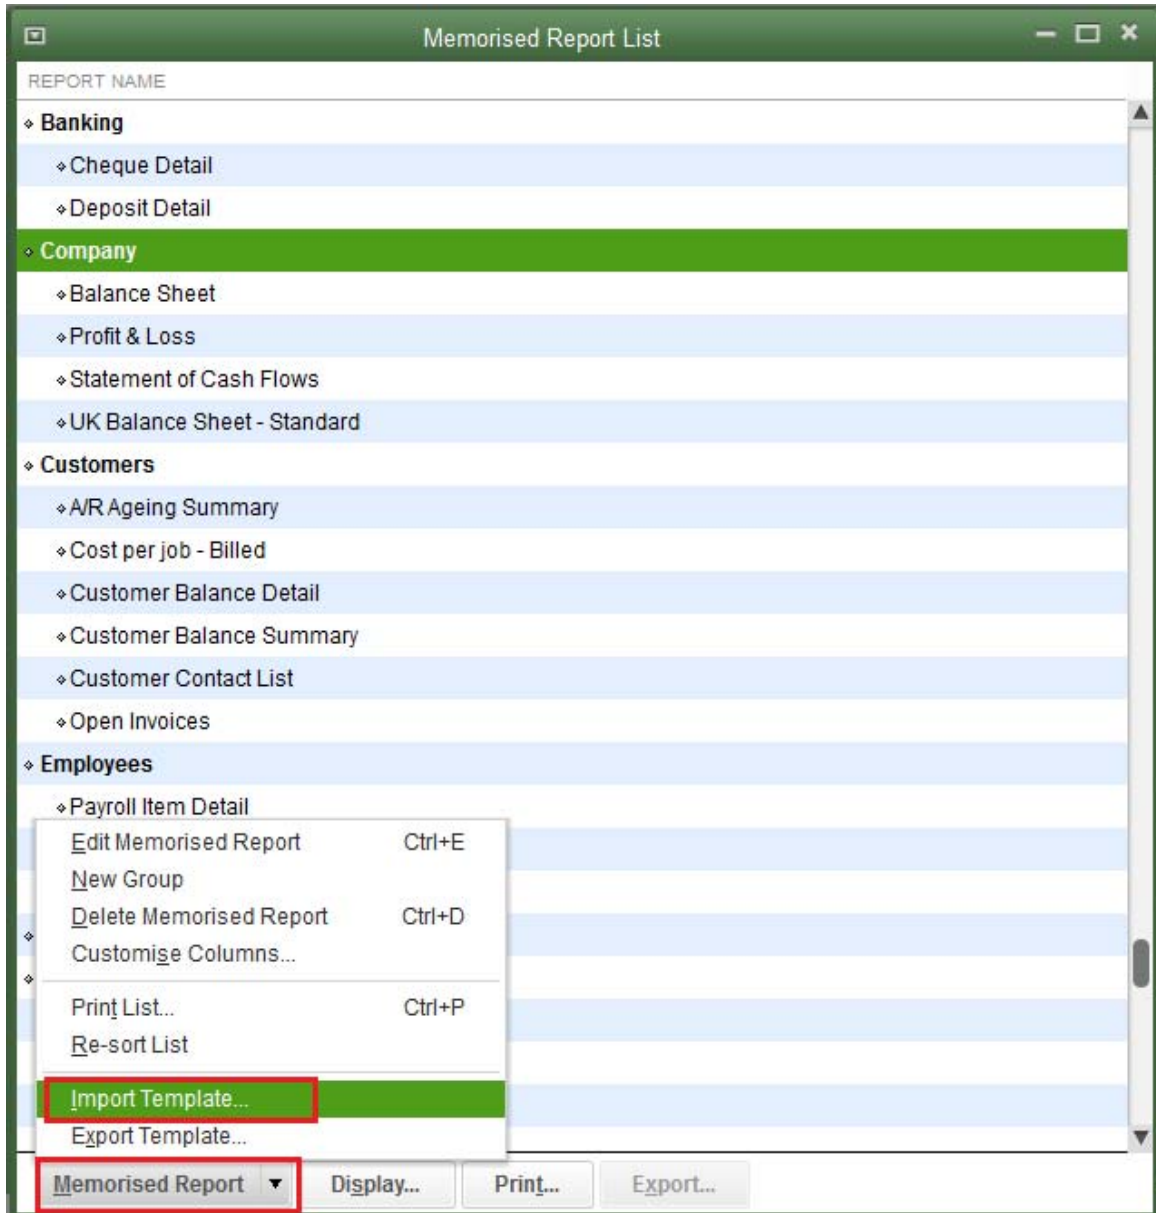 Memorised Report List
REPORT NAME
Banking
Cheque Detail
Deposit Detail
Company
Balance Sheet
Profit & Loss
Statement of Cash Flows
UK Balance Sheet - Standard
Customers
A/R Ageing Summary
Cost per job - Billed
Customer Balance Detail
Customer Balance Summary
Customer Contact List
Open Invoices
Employees
Payroll Item Detail
Edit Memorised Report Ctrl+E
New Group
Delete Memorised Report Ctrl+D
Customise Columns...
Print List... Ctrl+P
Re-sort List
Import Template...
Export Template...
Memorised Report Display... Print... Export...